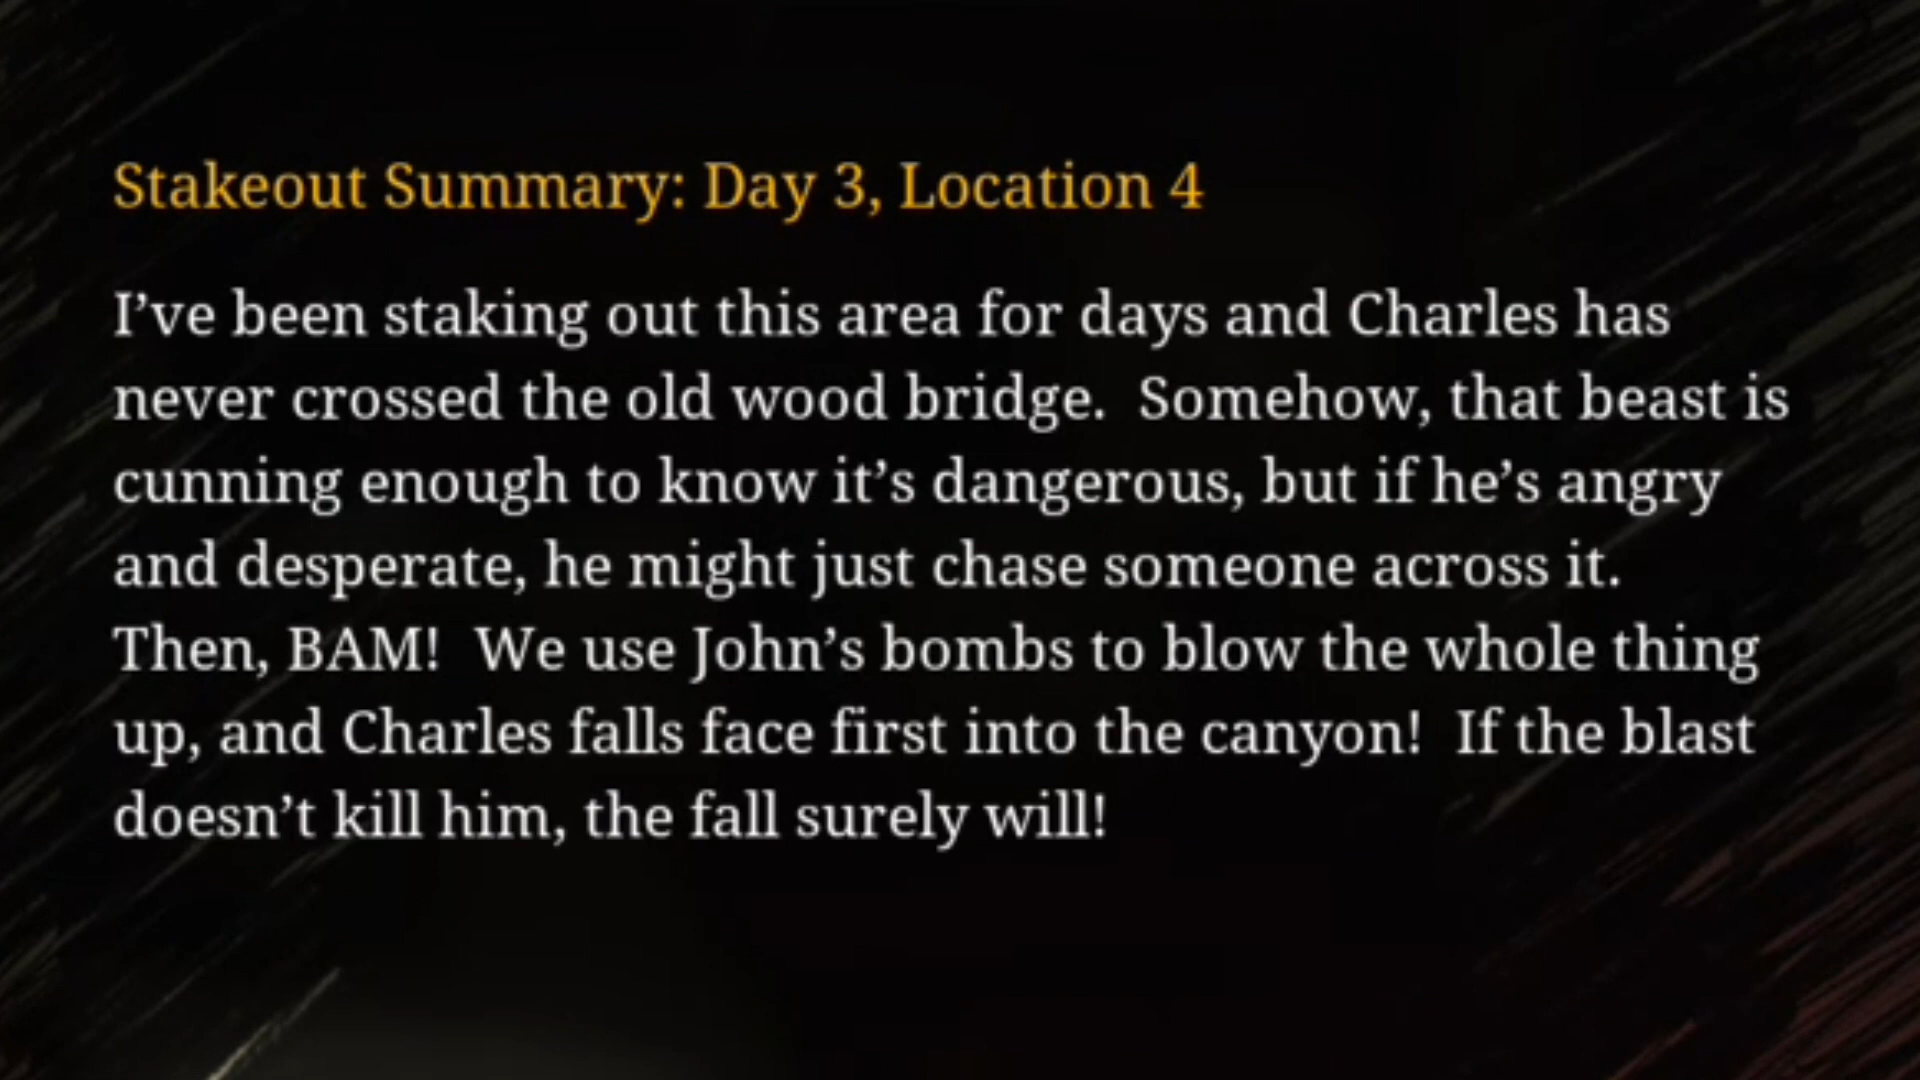 Stakeout Summary: Day 3, Location 4
I’ve been staking out this area for days and Charles has
never crossed the old wood bridge.  Somehow, that beast is
cunning enough to know it’s dangerous, but if he’s angry
and desperate, he might just chase someone across it.
Then, BAM!  We use John’s bombs to blow the whole thing
up, and Charles falls face first into the canyon!  If the blast
doesn’t kill him, the fall surely will!